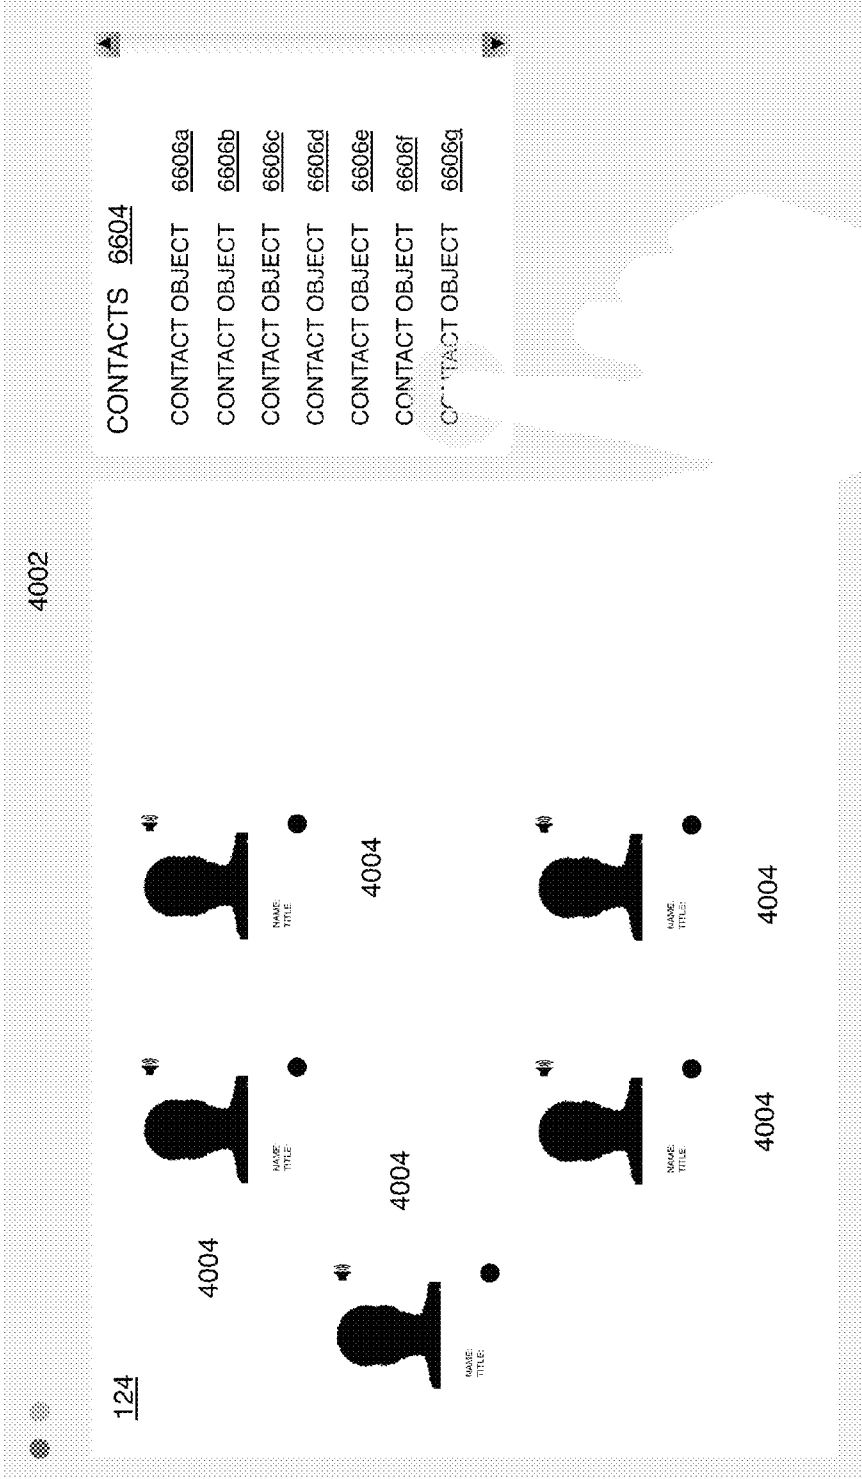 4002
124
4004
NAME:
TITLE:
NAME:
TITLE:
4004
4004
NAME:
TITLE:
NAME:
TITLE:
NAME:
TITLE:
4004
4004
CONTACTS 6604
CONTACT OBJECT 6606a
CONTACT OBJECT 6606b
CONTACT OBJECT 6606c
CONTACT OBJECT 6606d
CONTACT OBJECT 6606e
CONTACT OBJECT 6606f
CONTACT OBJECT 6606g